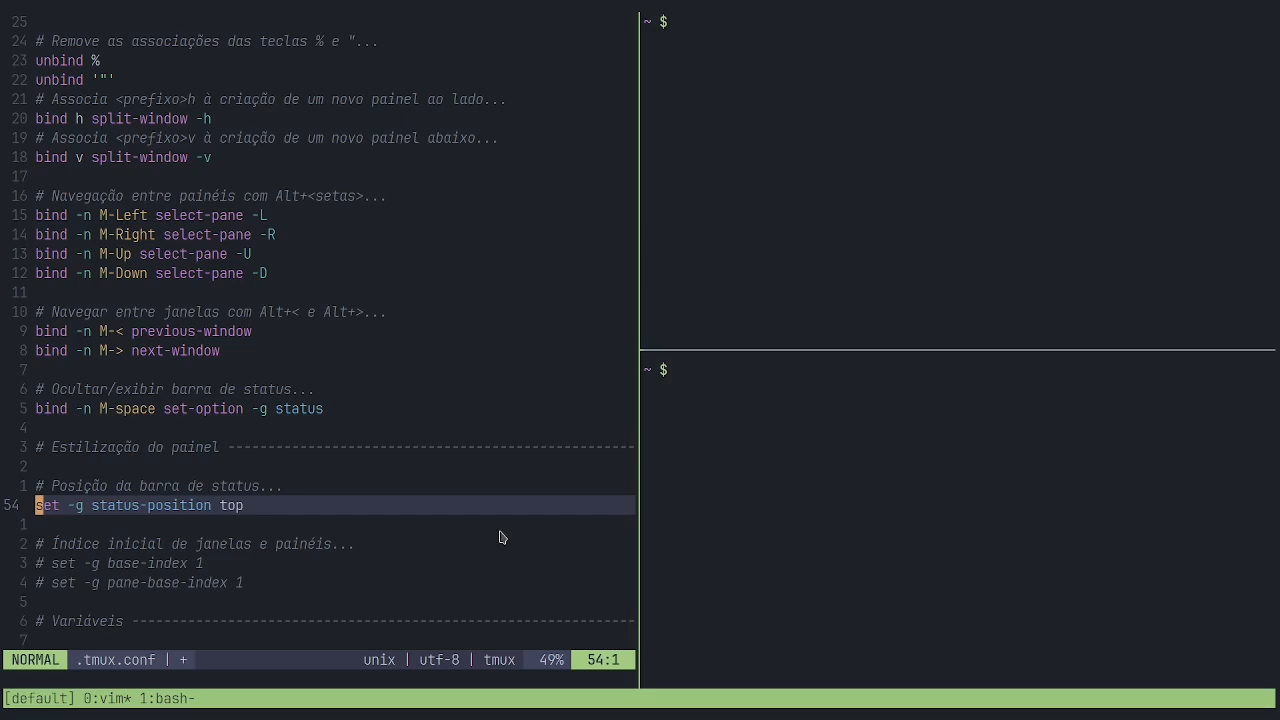 25
24 # Remove as associações das teclas % e "...
23 unbind %
22 unbind '"'
21 # Associa <prefixo>h à criação de um novo painel ao lado...
20 bind h split-window -h
19 # Associa <prefixo>v à criação de um novo painel abaixo...
18 bind v split-window -v
17
16 # Navegação entre painéis com Alt+<setas>...
15 bind -n M-Left select-pane -L
14 bind -n M-Right select-pane -R
13 bind -n M-Up select-pane -U
12 bind -n M-Down select-pane -D
11
10 # Navegar entre janelas com Alt+< e Alt+>...
9 bind -n M-< previous-window
8 bind -n M-> next-window
7
6 # Ocultar/exibir barra de status...
5 bind -n M-space set-option -g status
4
3 # Estilização do painel ---------------------------------------------------
2
1 # Posição da barra de status...
54 set -g status-position top
1
2 # Índice inicial de janelas e painéis...
3 # set -g base-index 1
4 # set -g pane-base-index 1
5
6 # Variáveis ---------------------------------------------------------------
7
NORMAL .tmux.conf | + unix | utf-8 | tmux 49% 54:1
~ $
~ $
[default] 0:vim* 1:bash-